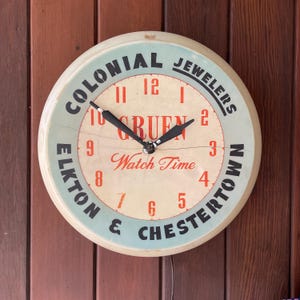 COLONIAL JEWELERS
11 12 1
10 2
GRUEN
9 3
Watch Time
8 4
7 6 5
ELKTON & CHESTERTOWN